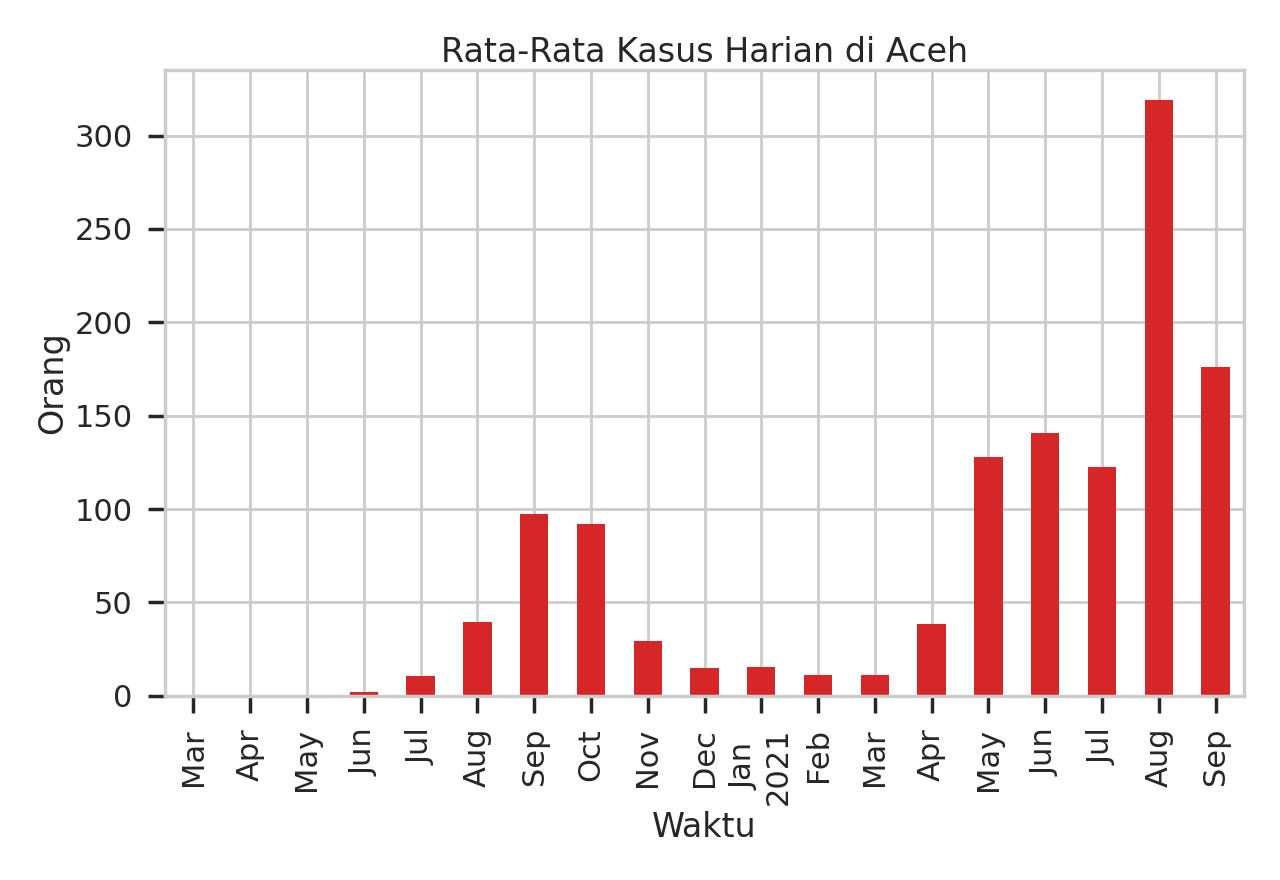 Rata-Rata Kasus Harian di Aceh
Orang
300
250
200
150
100
50
0
Mar
Apr
May
Jun
Jul
Aug
Sep
Oct
Nov
Dec
Jan
2021
Feb
Mar
Apr
May
Jun
Jul
Aug
Sep
Waktu